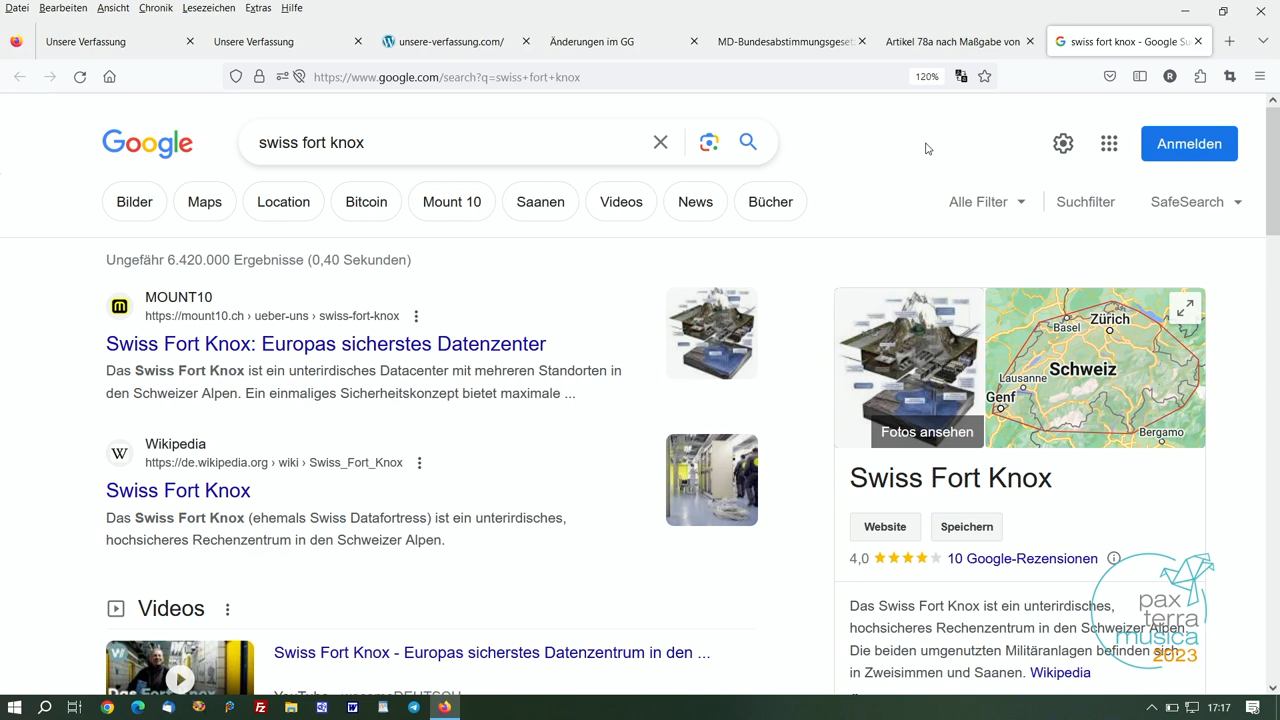 Datei Bearbeiten Ansicht Chronik Lesezeichen Extras Hilfe
Unsere Verfassung
Unsere Verfassung
unsere-verfassung.com/
Änderungen im GG
MD-Bundesabstimmungsgeset
Artikel 78a nach Maßgabe von
swiss fort knox - Google Su
https://www.google.com/search?q=swiss+fort+knox
120%
R
Google
swiss fort knox
Anmelden
Bilder
Maps
Location
Bitcoin
Mount 10
Saanen
Videos
News
Bücher
Alle Filter
Suchfilter
SafeSearch
Ungefähr 6.420.000 Ergebnisse (0,40 Sekunden)
MOUNT10
https://mount10.ch › ueber-uns › swiss-fort-knox
Swiss Fort Knox: Europas sicherstes Datenzenter
Das Swiss Fort Knox ist ein unterirdisches Datacenter mit mehreren Standorten in
den Schweizer Alpen. Ein einmaliges Sicherheitskonzept bietet maximale ...
W
Wikipedia
https://de.wikipedia.org › wiki › Swiss_Fort_Knox
Swiss Fort Knox
Das Swiss Fort Knox (ehemals Swiss Datafortress) ist ein unterirdisches,
hochsicheres Rechenzentrum in den Schweizer Alpen.
Videos
Swiss Fort Knox - Europas sicherstes Datenzentrum in den ...
Fotos ansehen
Basel
Zürich
Schweiz
Lausanne
Genf
Bergamo
Swiss Fort Knox
Website
Speichern
4,0
10 Google-Rezensionen
Das Swiss Fort Knox ist ein unterirdisches,
hochsicheres Rechenzentrum in den Schweizer Alpen.
Die beiden umgenutzten Militäranlagen befinden sich
in Zweisimmen und Saanen. Wikipedia
pax
terra
musica
2023
17:17